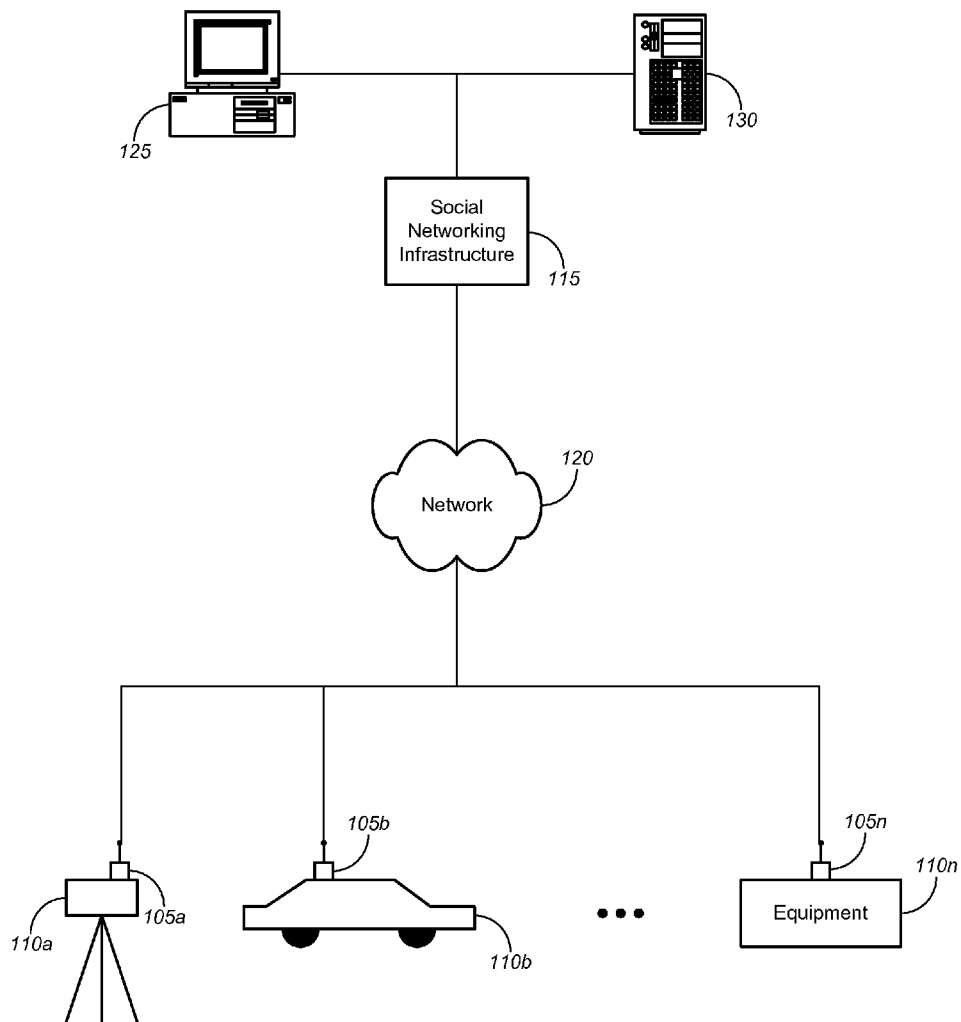 125
130
Social
Networking
Infrastructure
115
120
Network
105b
105n
110n
105a
110a
Equipment
110b